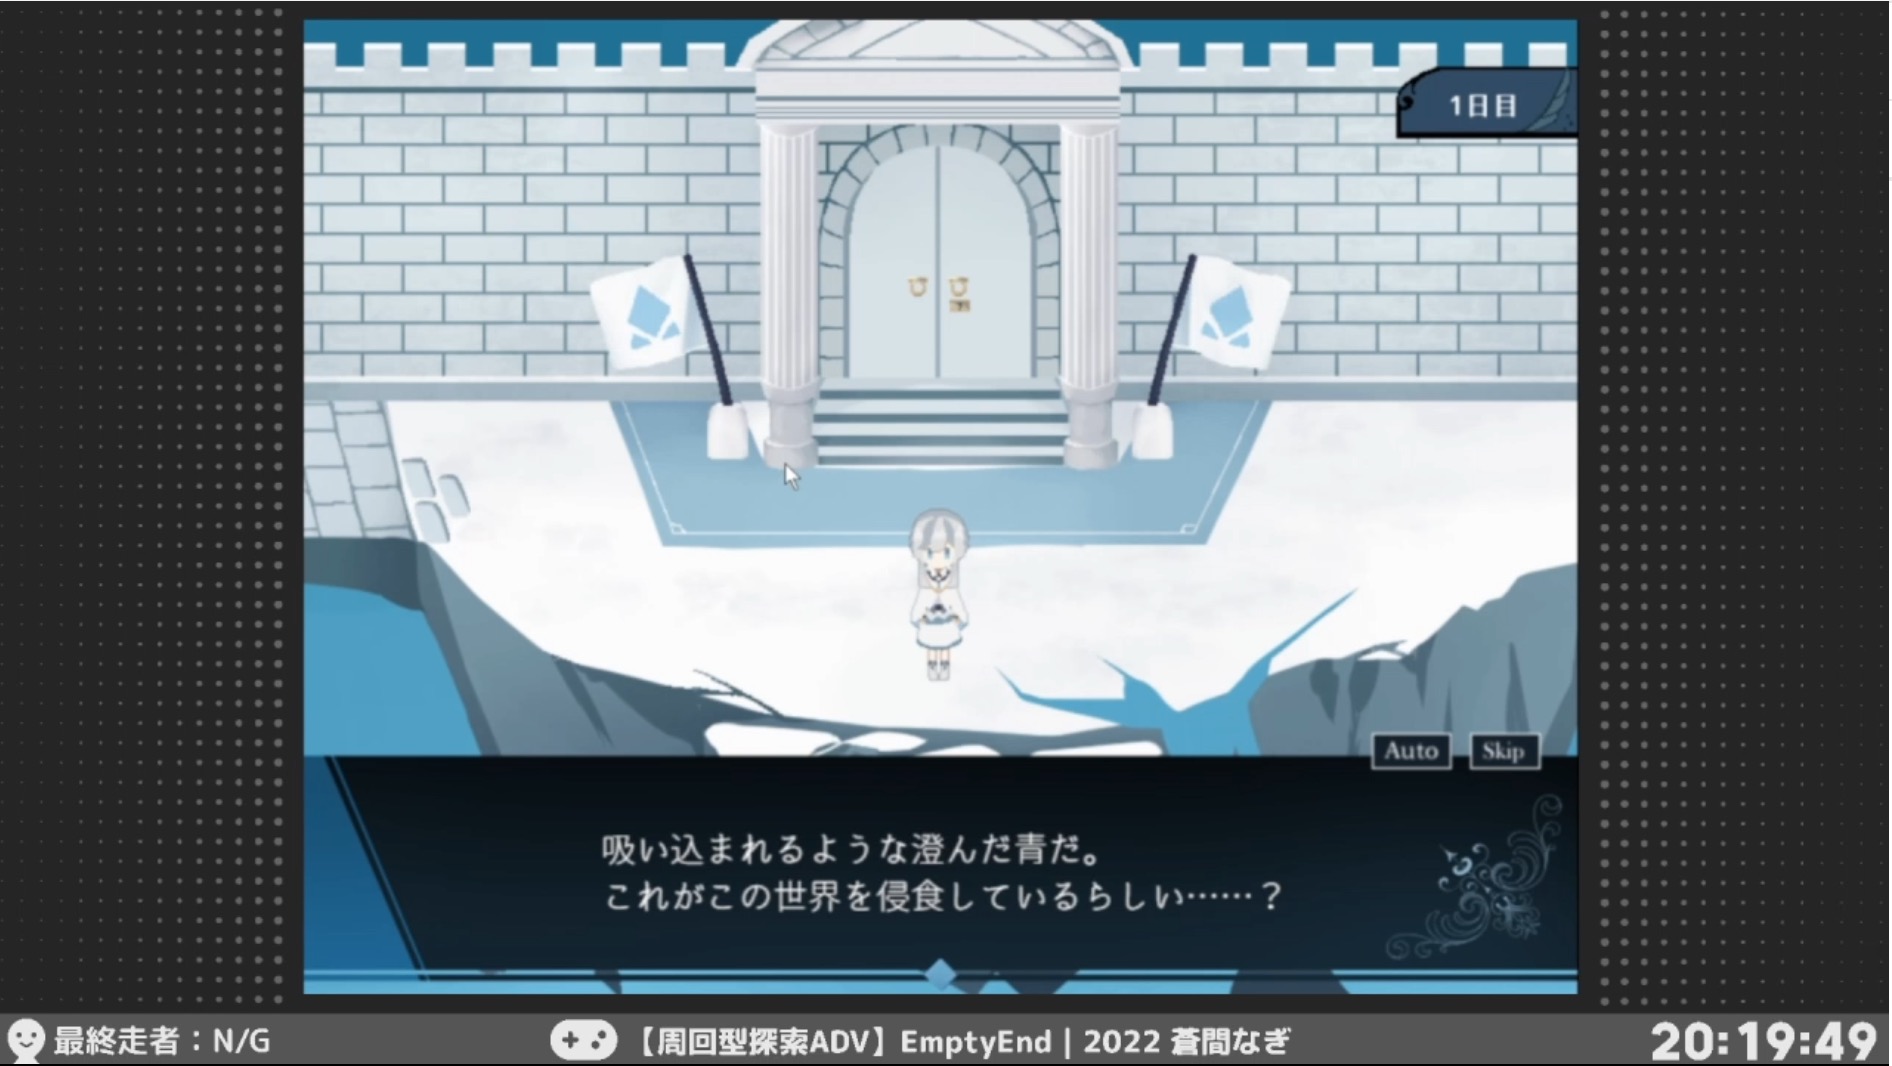 1日目
Auto
Skip
吸い込まれるような澄んだ青だ。
これがこの世界を侵食しているらしい……？
最終走者：N/G
【周回型探索ADV】EmptyEnd | 2022 蒼間なぎ
20:19:49